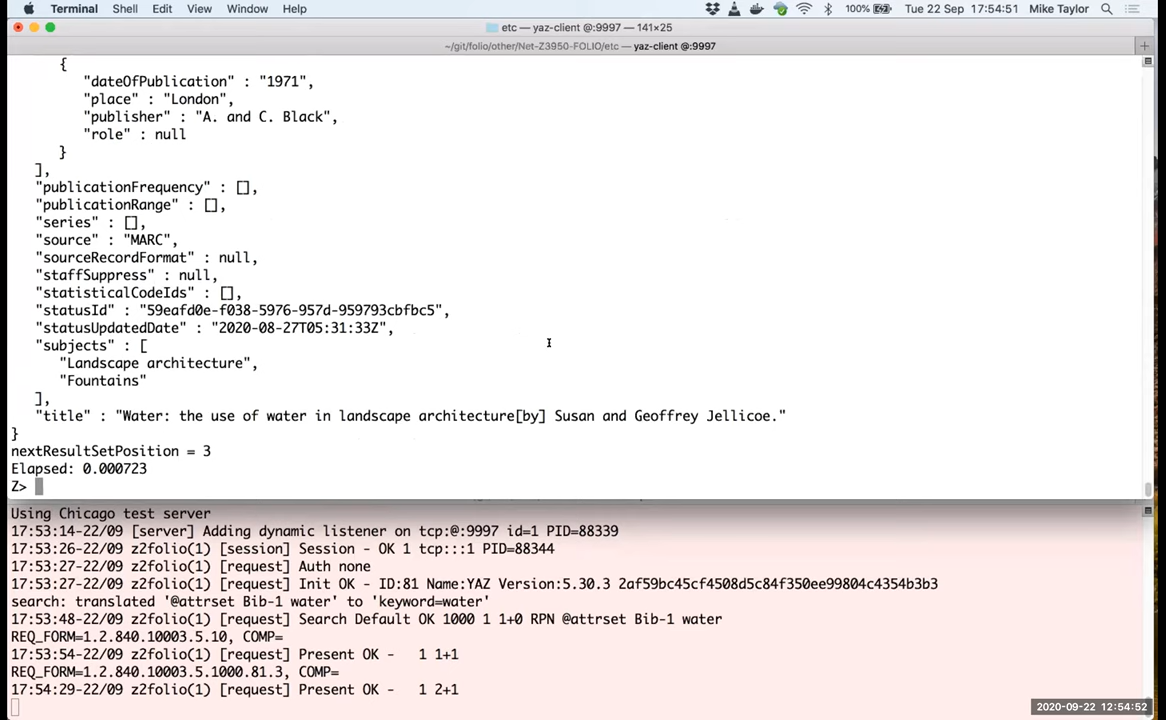 Terminal Shell Edit View Window Help 100% Tue 22 Sep 17:54:51 Mike Taylor
etc — yaz-client @:9997 — 141×25
~/git/folio/other/Net-Z3950-FOLIO/etc — yaz-client @:9997
{
"dateOfPublication" : "1971",
"place" : "London",
"publisher" : "A. and C. Black",
"role" : null
}
],
"publicationFrequency" : [],
"publicationRange" : [],
"series" : [],
"source" : "MARC",
"sourceRecordFormat" : null,
"staffSuppress" : null,
"statisticalCodeIds" : [],
"statusId" : "59eafd0e-f038-5976-957d-959793cbfbc5",
"statusUpdatedDate" : "2020-08-27T05:31:33Z",
"subjects" : [
"Landscape architecture",
"Fountains"
],
"title" : "Water: the use of water in landscape architecture[by] Susan and Geoffrey Jellicoe."
}
nextResultSetPosition = 3
Elapsed: 0.000723
Z>
Using Chicago test server
17:53:14-22/09 [server] Adding dynamic listener on tcp:@:9997 id=1 PID=88339
17:53:26-22/09 z2folio(1) [session] Session - OK 1 tcp:::1 PID=88344
17:53:27-22/09 z2folio(1) [request] Auth none
17:53:27-22/09 z2folio(1) [request] Init OK - ID:81 Name:YAZ Version:5.30.3 2af59bc45cf4508d5c84f350ee99804c4354b3b3
search: translated '@attrset Bib-1 water' to 'keyword=water'
17:53:48-22/09 z2folio(1) [request] Search Default OK 1000 1 1+0 RPN @attrset Bib-1 water
REQ_FORM=1.2.840.10003.5.10, COMP=
17:53:54-22/09 z2folio(1) [request] Present OK - 1 1+1
REQ_FORM=1.2.840.10003.5.1000.81.3, COMP=
17:54:29-22/09 z2folio(1) [request] Present OK - 1 2+1
2020-09-22 12:54:52